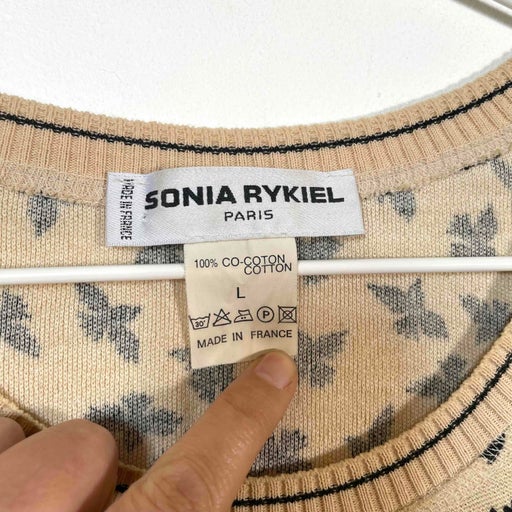 MADE IN FRANCE
SONIA RYKIEL
PARIS
100% CO-COTON
COTTON
L
30°
P
MADE IN FRANCE